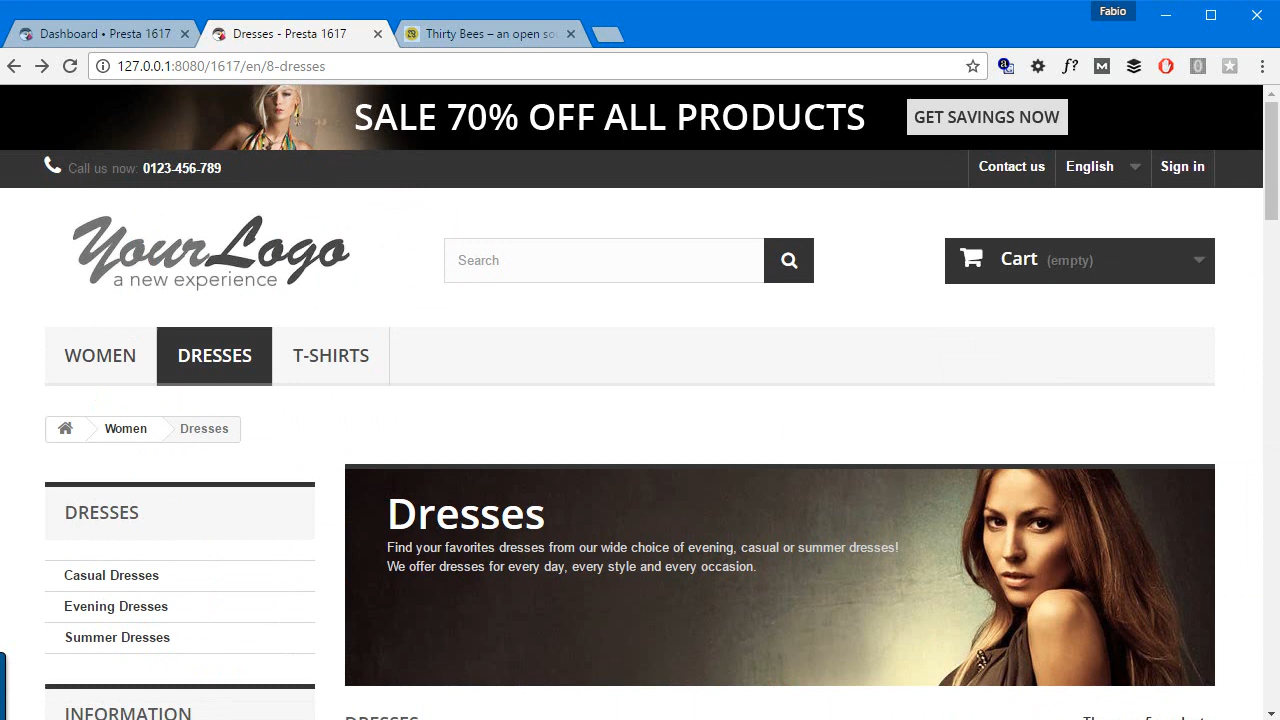 Fabio
Dashboard • Presta 1617
Dresses - Presta 1617
Thirty Bees – an open so
127.0.0.1:8080/1617/en/8-dresses
SALE 70% OFF ALL PRODUCTS
GET SAVINGS NOW
Call us now: 0123-456-789
Contact us
English
Sign in
YourLogo
a new experience
Search
Cart (empty)
WOMEN
DRESSES
T-SHIRTS
Women
Dresses
DRESSES
Casual Dresses
Evening Dresses
Summer Dresses
INFORMATION
Dresses
Find your favorites dresses from our wide choice of evening, casual or summer dresses!
We offer dresses for every day, every style and every occasion.
DRESSES